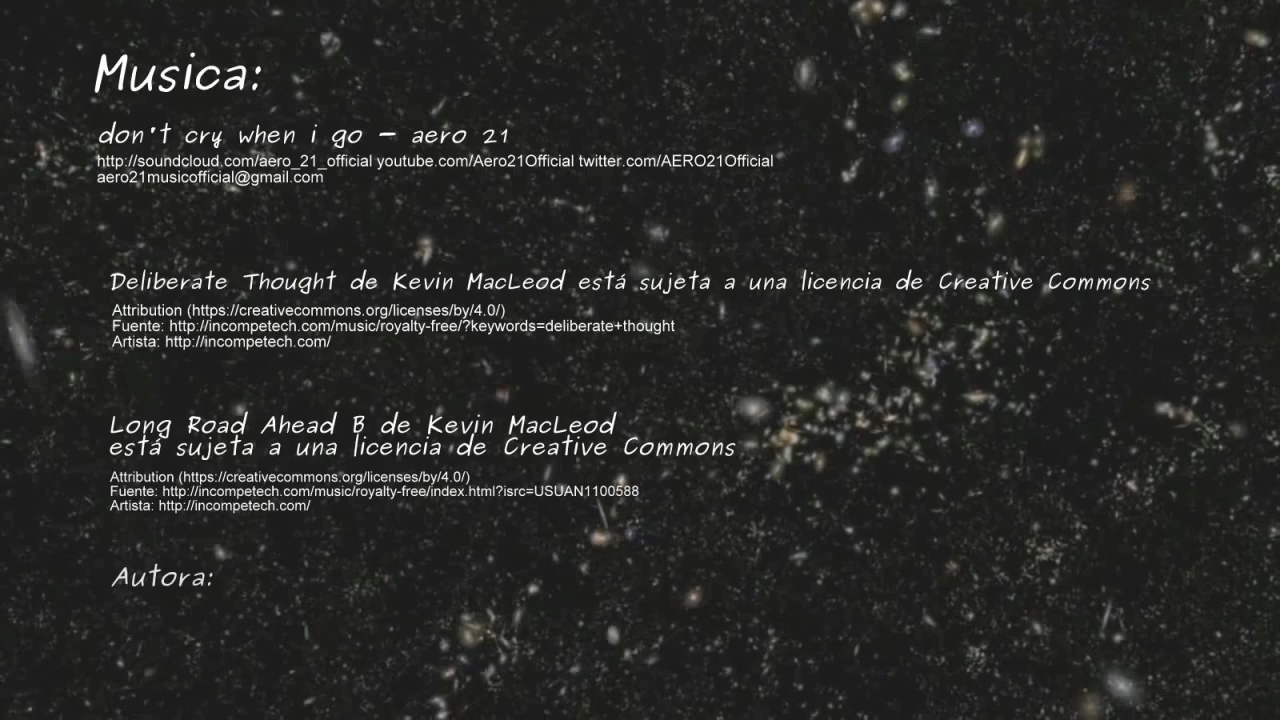 Musica:
don't cry when i go - aero 21
http://soundcloud.com/aero_21_official youtube.com/Aero21Official twitter.com/AERO21Official
aero21musicofficial@gmail.com
Deliberate Thought de Kevin MacLeod está sujeta a una licencia de Creative Commons
Attribution (https://creativecommons.org/licenses/by/4.0/)
Fuente: http://incompetech.com/music/royalty-free/?keywords=deliberate+thought
Artista: http://incompetech.com/
Long Road Ahead B de Kevin MacLeod
está sujeta a una licencia de Creative Commons
Attribution (https://creativecommons.org/licenses/by/4.0/)
Fuente: http://incompetech.com/music/royalty-free/index.html?isrc=USUAN1100588
Artista: http://incompetech.com/
Autora: